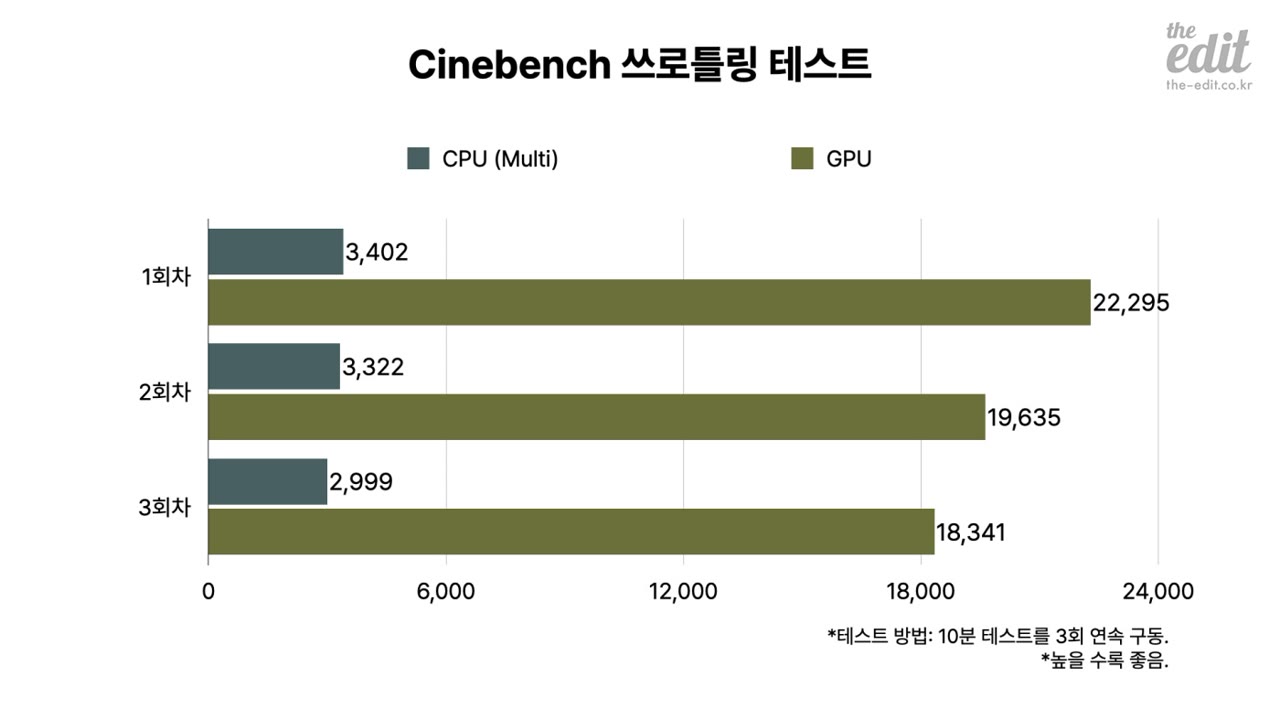 Cinebench 쓰로틀링 테스트
the
edit
the-edit.co.kr
CPU (Multi)
GPU
1회차
3,402
22,295
2회차
3,322
19,635
3회차
2,999
18,341
0
6,000
12,000
18,000
24,000
*테스트 방법: 10분 테스트를 3회 연속 구동.
*높을 수록 좋음.